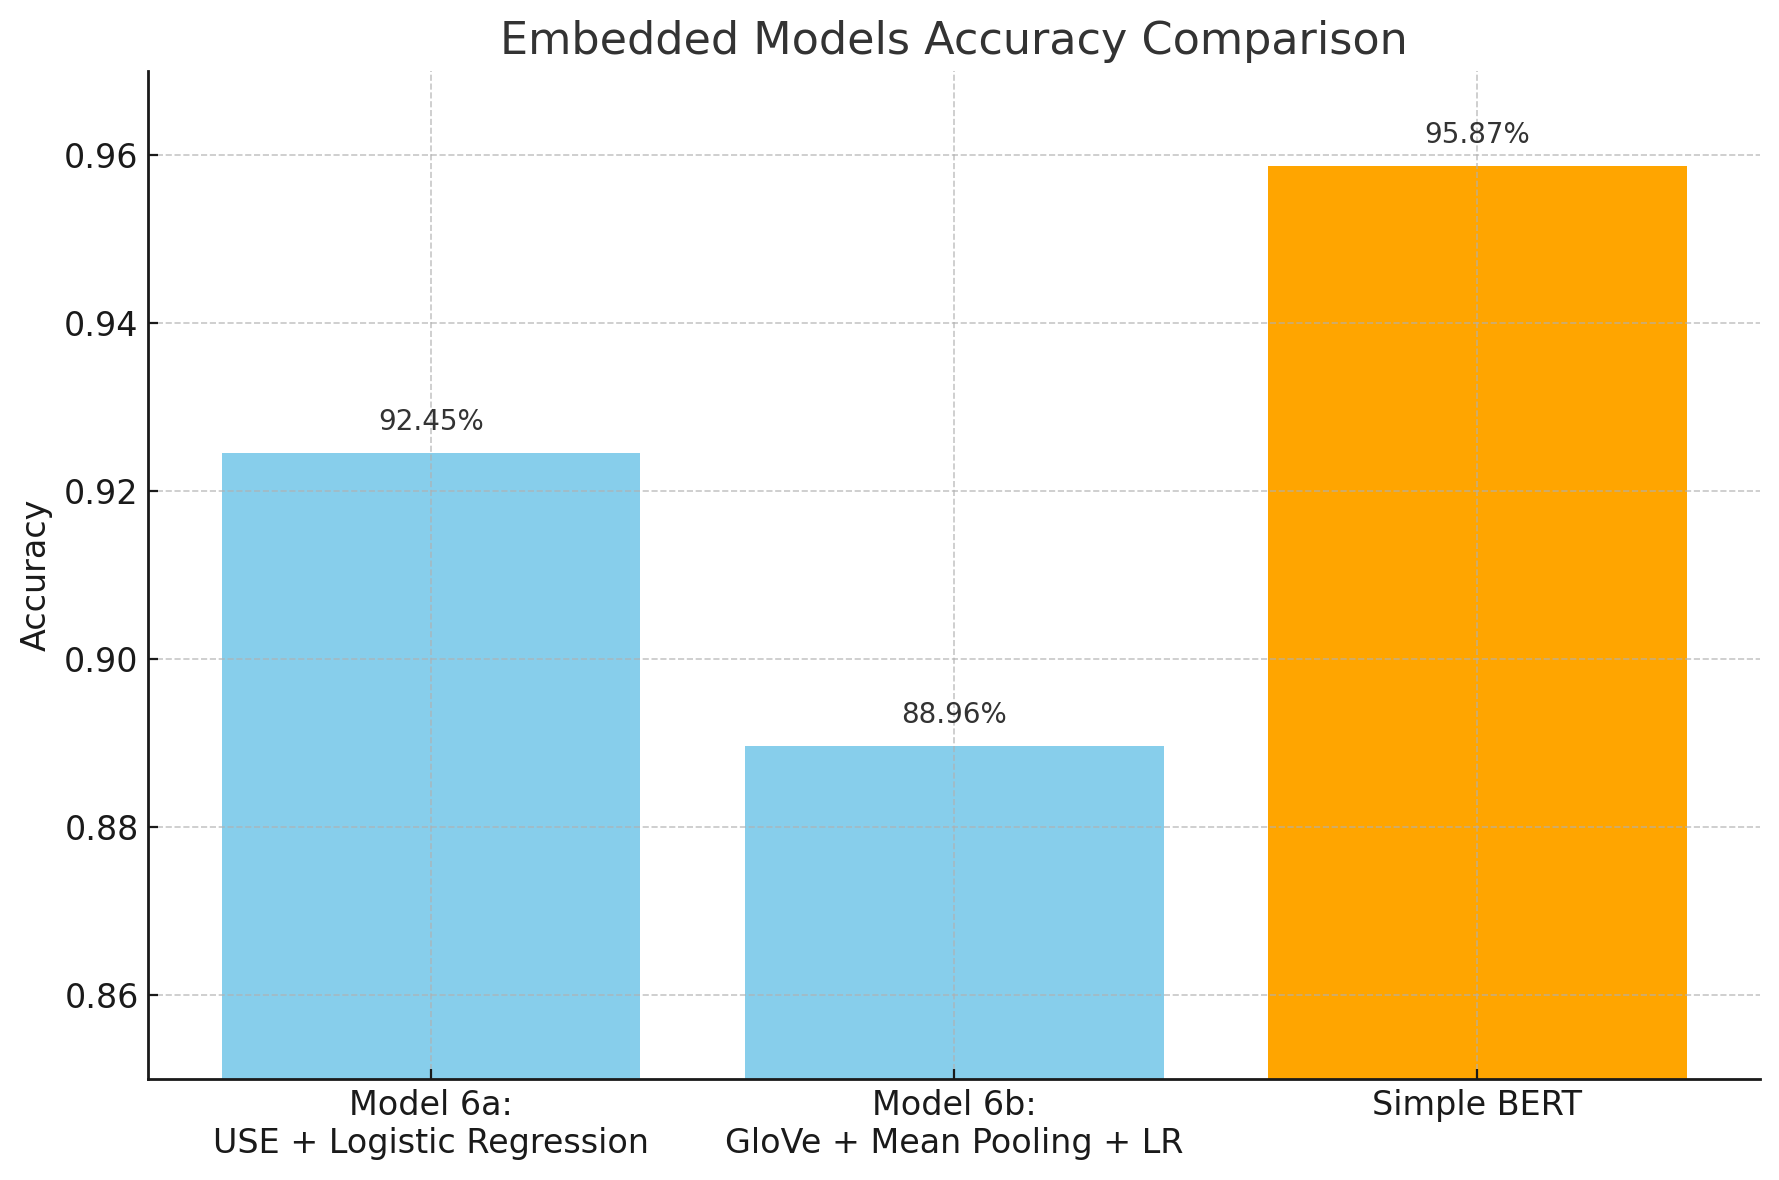 Embedded Models Accuracy Comparison
Accuracy
0.96
0.94
0.92
0.90
0.88
0.86
92.45%
88.96%
95.87%
Model 6a:
USE + Logistic Regression
Model 6b:
GloVe + Mean Pooling + LR
Simple BERT